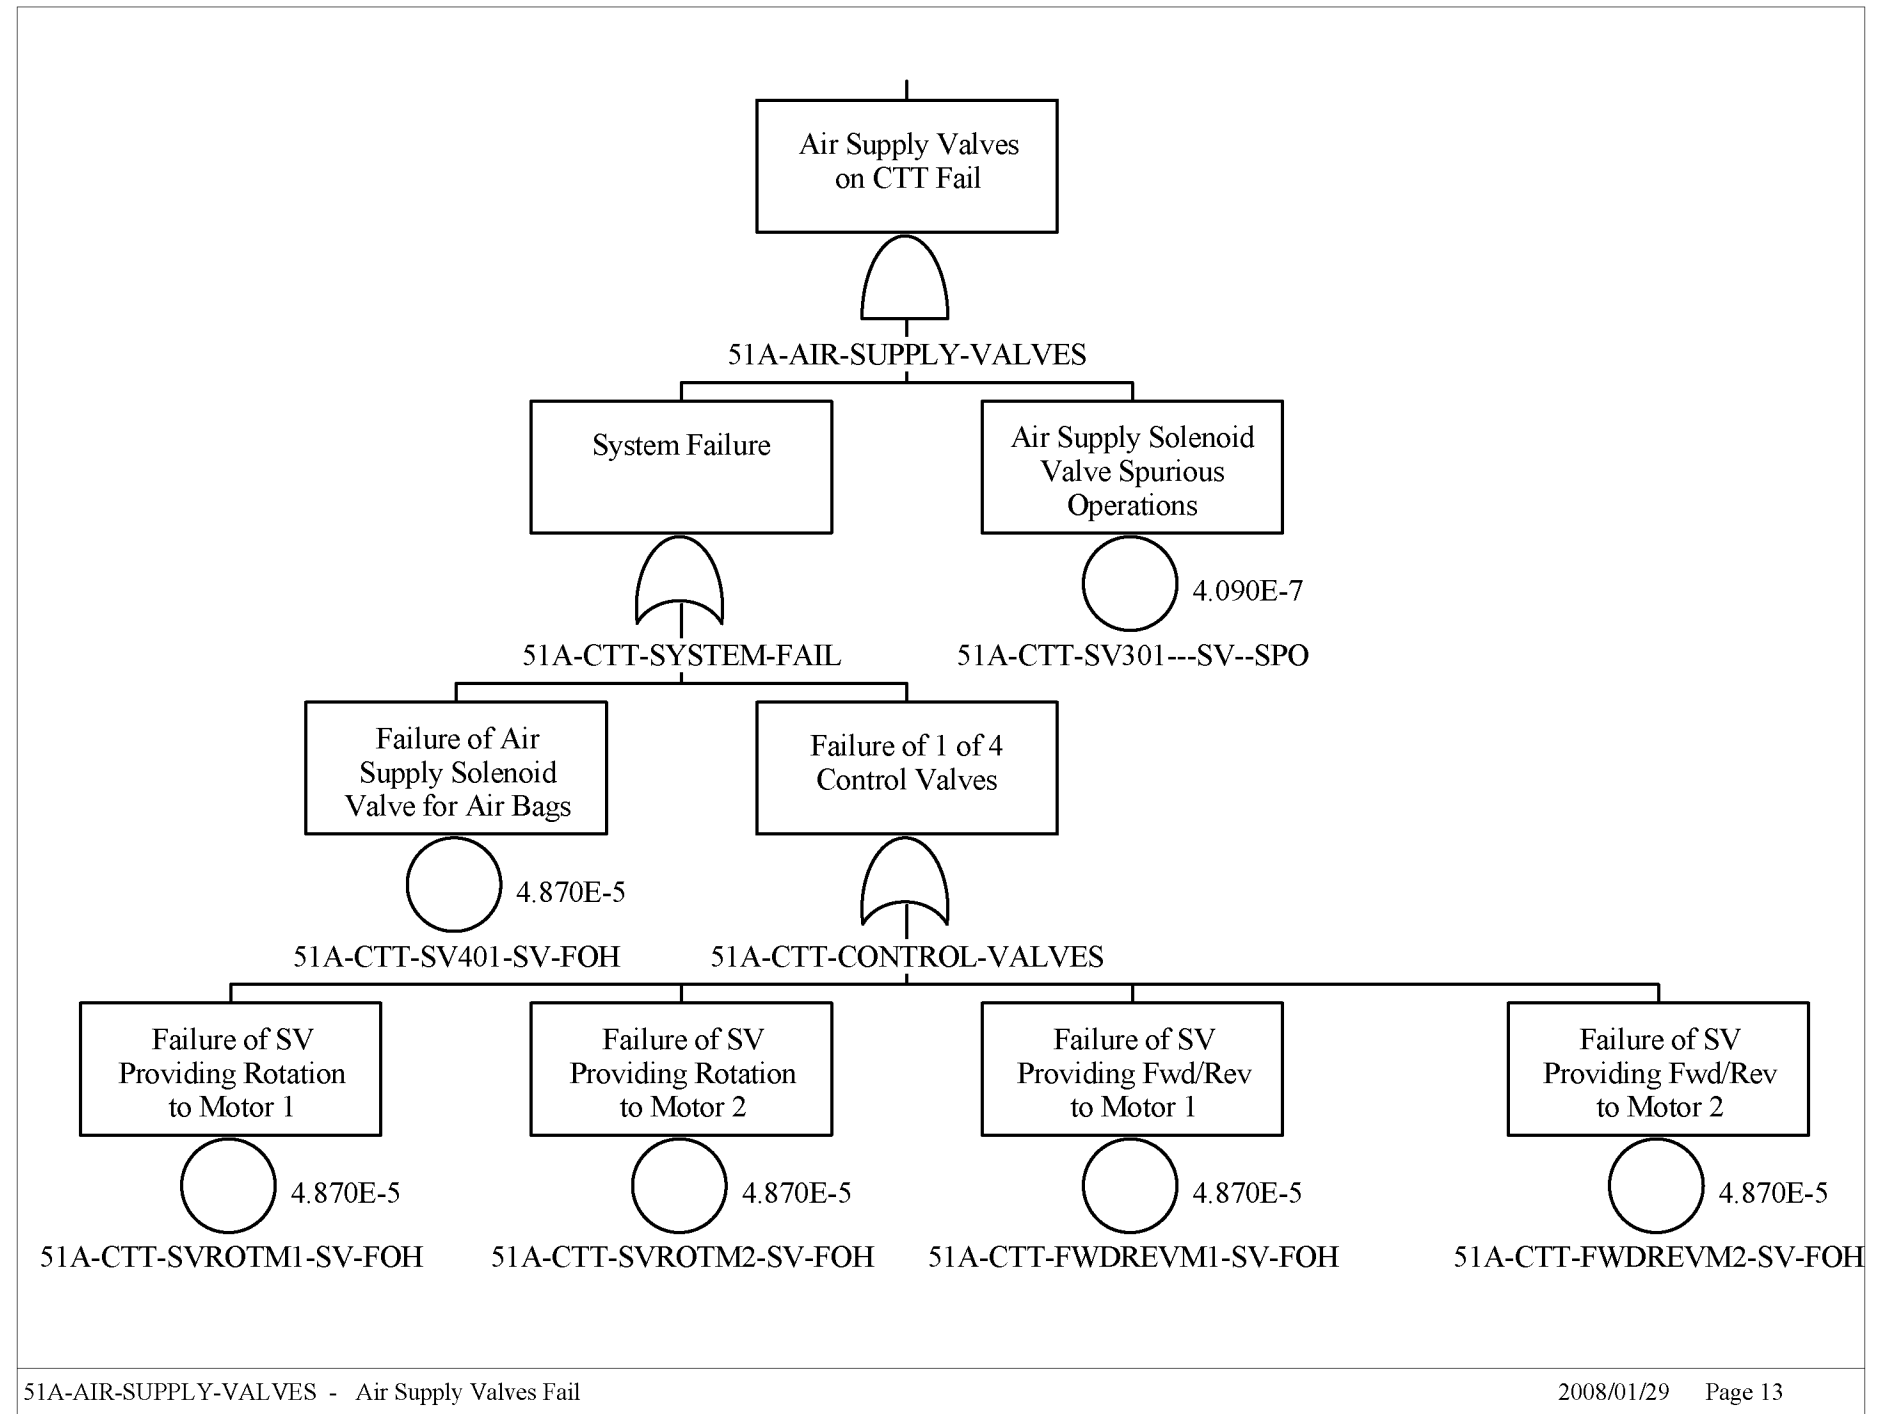 Air Supply Valves
on CTT Fail
51A-AIR-SUPPLY-VALVES
System Failure
Air Supply Solenoid
Valve Spurious
Operations
4.090E-7
51A-CTT-SYSTEM-FAIL
51A-CTT-SV301---SV--SPO
Failure of Air
Supply Solenoid
Valve for Air Bags
Failure of 1 of 4
Control Valves
4.870E-5
51A-CTT-SV401-SV-FOH
51A-CTT-CONTROL-VALVES
Failure of SV
Providing Rotation
to Motor 1
Failure of SV
Providing Rotation
to Motor 2
Failure of SV
Providing Fwd/Rev
to Motor 1
Failure of SV
Providing Fwd/Rev
to Motor 2
4.870E-5
4.870E-5
4.870E-5
4.870E-5
51A-CTT-SVROTM1-SV-FOH
51A-CTT-SVROTM2-SV-FOH
51A-CTT-FWDREVM1-SV-FOH
51A-CTT-FWDREVM2-SV-FOH
51A-AIR-SUPPLY-VALVES - Air Supply Valves Fail
2008/01/29 Page 13